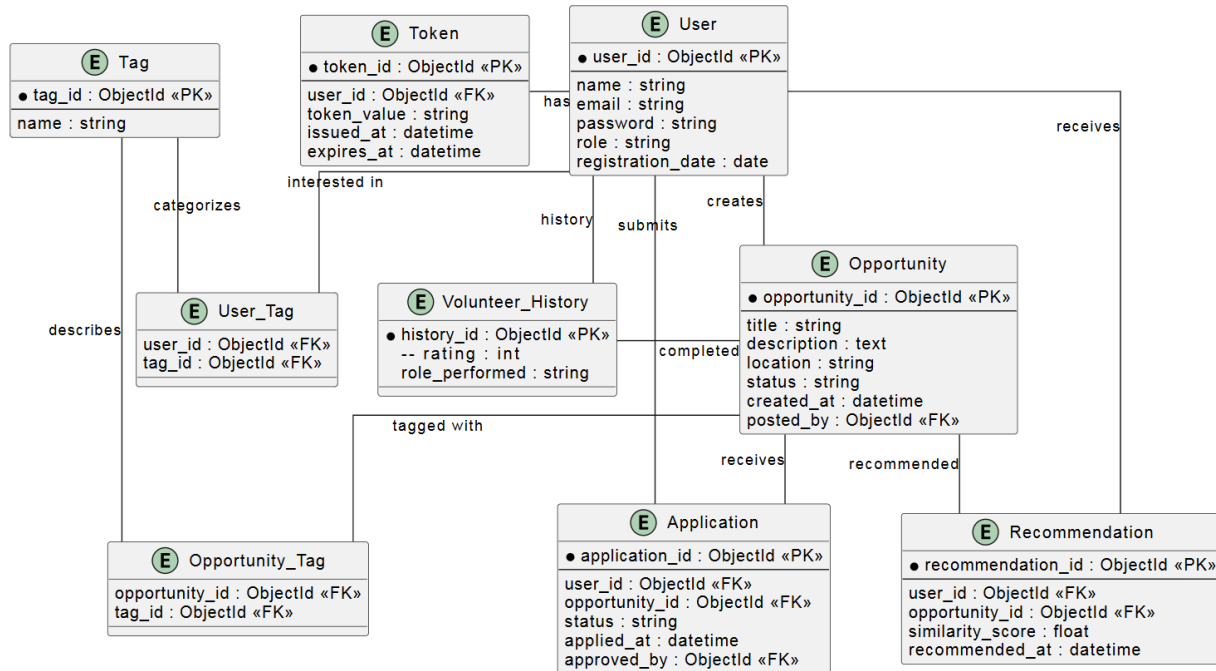 E Tag
tag_id : ObjectId «PK»
name : string
E Token
token_id : ObjectId «PK»
user_id : ObjectId «FK»
token_value : string
issued_at : datetime
expires_at : datetime
E User
user_id : ObjectId «PK»
name : string
email : string
password : string
role : string
registration_date : date
has
receives
interested in
categorizes
history
submits
creates
describes
E User_Tag
user_id : ObjectId «FK»
tag_id : ObjectId «FK»
E Volunteer_History
history_id : ObjectId «PK»
-- rating : int
role_performed : string
completed
E Opportunity
opportunity_id : ObjectId «PK»
title : string
description : text
location : string
status : string
created_at : datetime
posted_by : ObjectId «FK»
tagged with
receives
recommended
E Opportunity_Tag
opportunity_id : ObjectId «FK»
tag_id : ObjectId «FK»
E Application
application_id : ObjectId «PK»
user_id : ObjectId «FK»
opportunity_id : ObjectId «FK»
status : string
applied_at : datetime
approved_by : ObjectId «FK»
E Recommendation
recommendation_id : ObjectId «PK»
user_id : ObjectId «FK»
opportunity_id : ObjectId «FK»
similarity_score : float
recommended_at : datetime